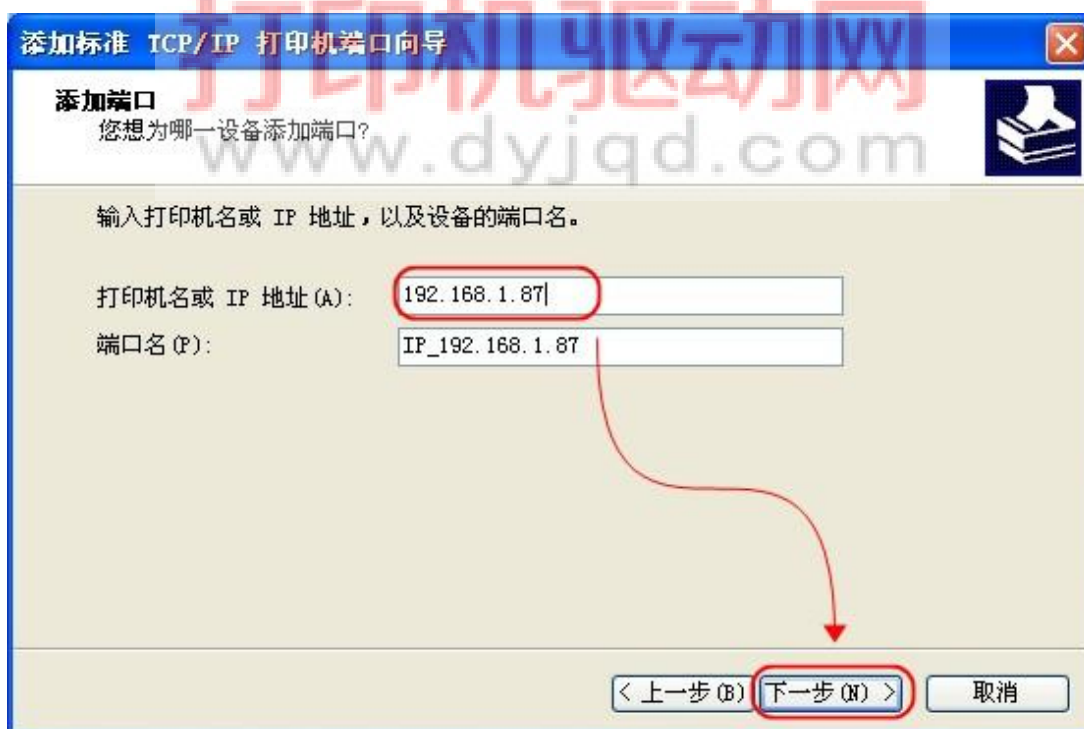 添加标准 TCP/IP 打印机端口向导
打印机驱动网
www.dyjqd.com
添加端口
您想为哪一设备添加端口?
输入打印机名或 IP 地址，以及设备的端口名。
打印机名或 IP 地址(A): 192.168.1.87
端口名(P): IP_192.168.1.87
< 上一步(B) 下一步(N) > 取消